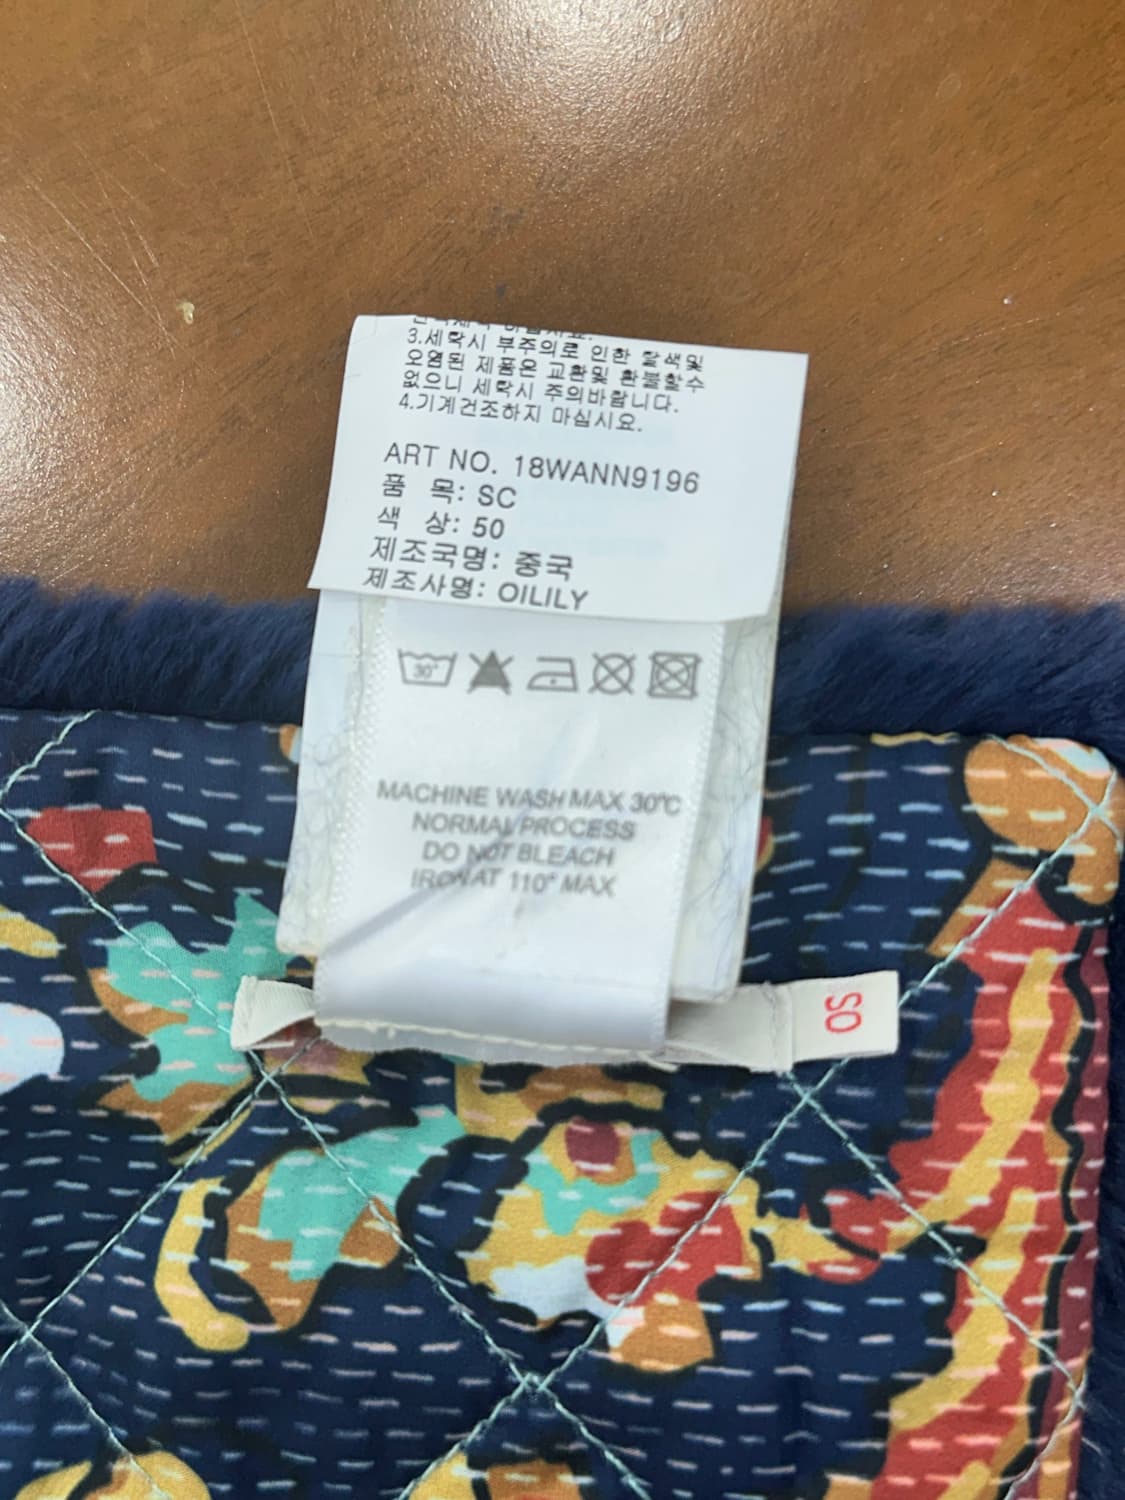 3.세탁시 부주의로 인한 탈색및
오염된 제품은 교환및 환불할수
없으니 세탁시 주의바랍니다.
4.기계건조하지 마십시요.
ART NO. 18WANN9196
품 목: SC
색 상: 50
제조국명: 중국
제조사명: OILILY
30°
MACHINE WASH MAX 30°C
NORMAL PROCESS
DO NOT BLEACH
IRON AT 110° MAX
OS